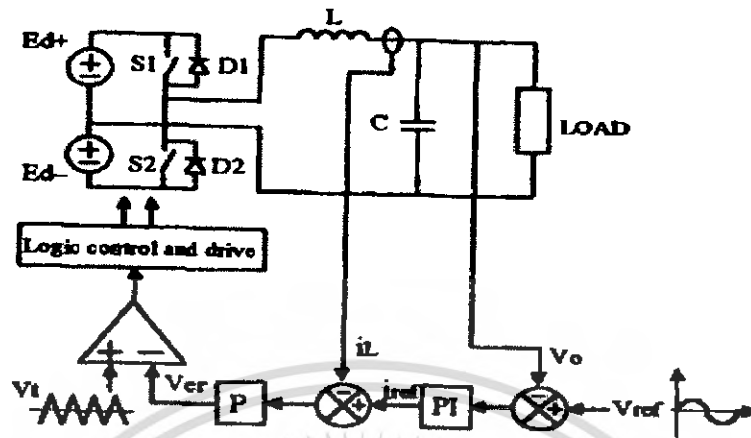 L
Ed+
S1
D1
C
LOAD
S2
D2
Ed-
Logic control and drive
iL
Vo
Vt
Ver
P
iref
PI
Vref